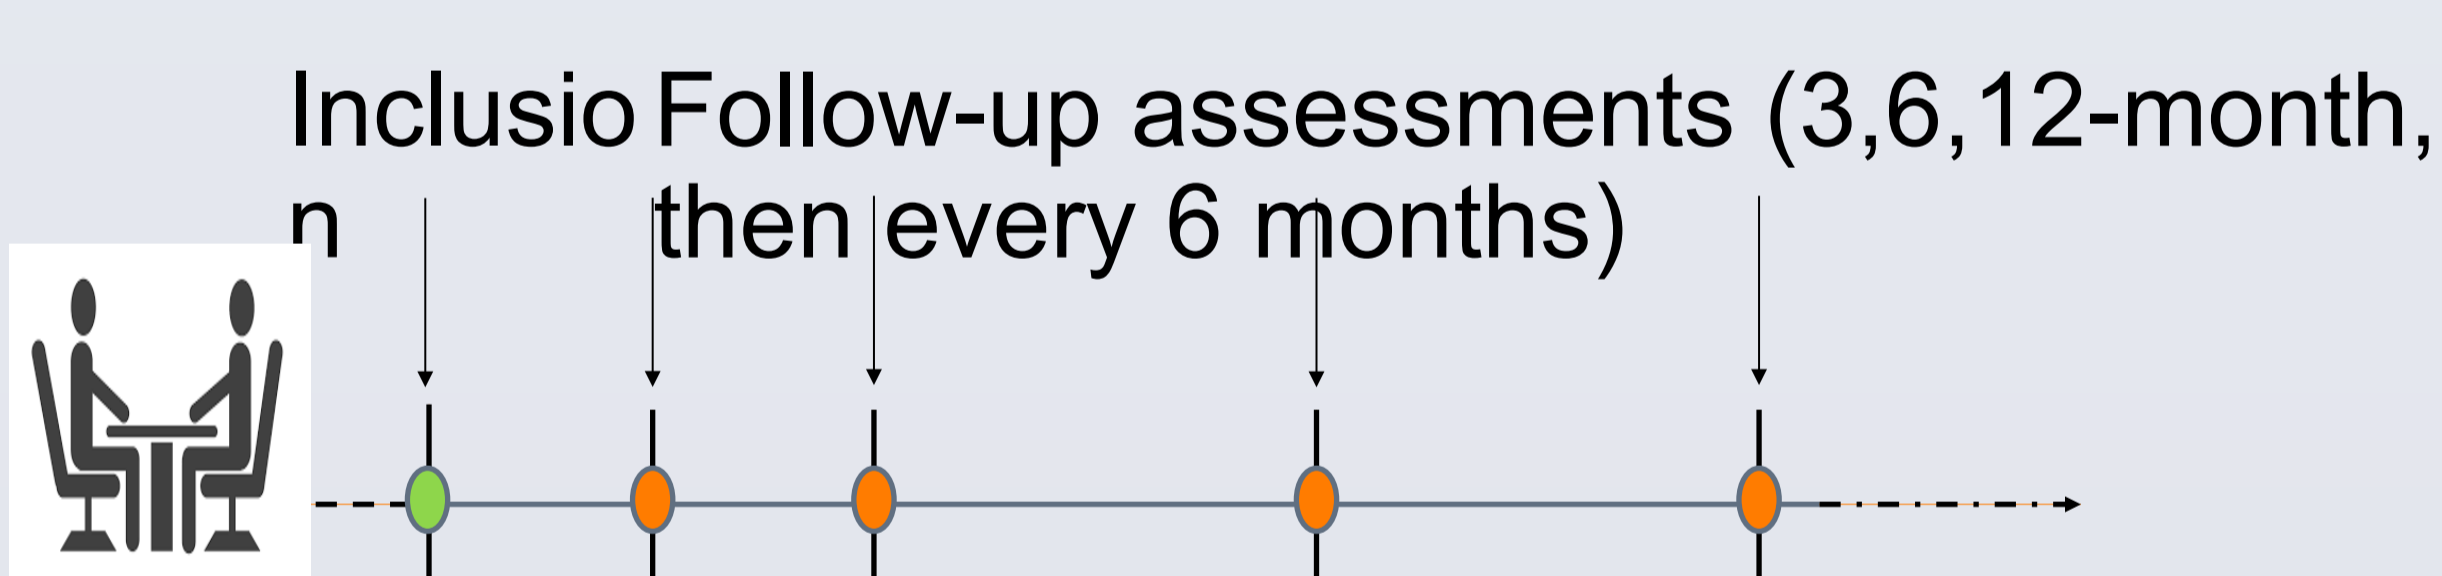 Inclusio
n
Follow-up assessments (3,6,12-month,
then every 6 months)